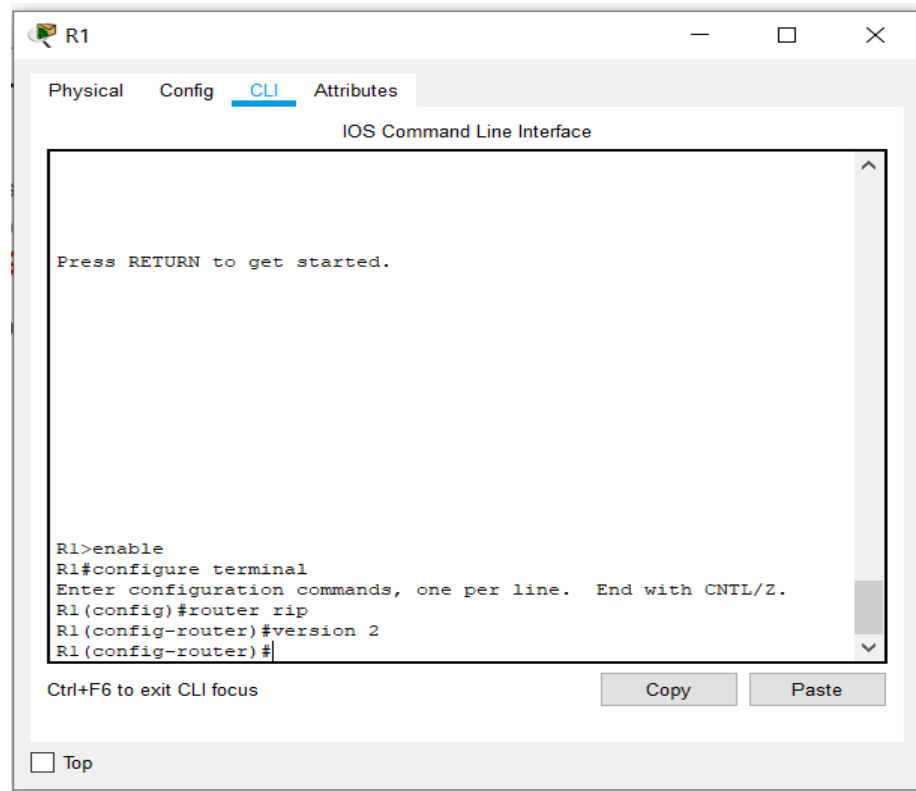 R1
Physical Config CLI Attributes
IOS Command Line Interface
Press RETURN to get started.
R1>enable
R1#configure terminal
Enter configuration commands, one per line.  End with CNTL/Z.
R1(config)#router rip
R1(config-router)#version 2
R1(config-router)#
Ctrl+F6 to exit CLI focus
Copy Paste
Top